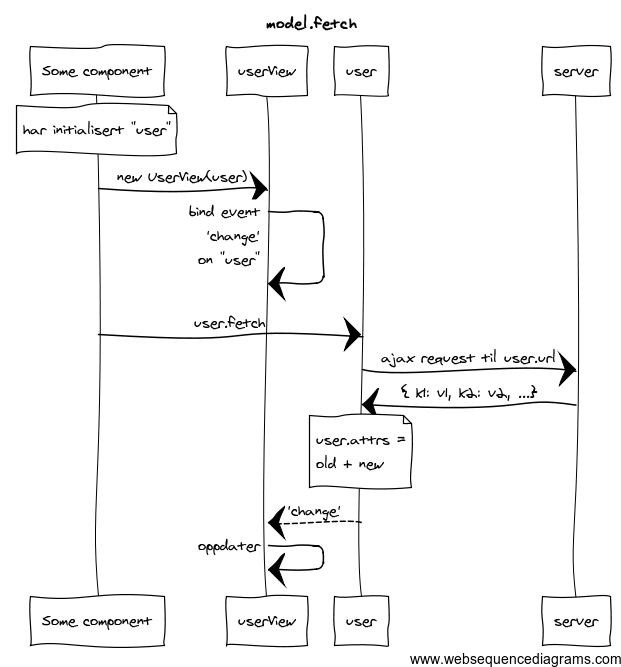 model.fetch
Some component
userView
user
server
har initialisert "user"
new UserView(user)
bind event
'change'
on "user"
user.fetch
ajax request til user.url
{ k1: v1, k2: v2, ...}
user.attrs =
old + new
'change'
oppdater
Some component
userView
user
server
www.websequencediagrams.com